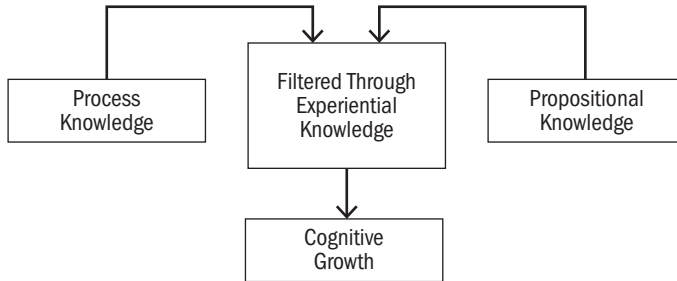 Process
Knowledge
Filtered Through
Experiential
Knowledge
Propositional
Knowledge
Cognitive
Growth